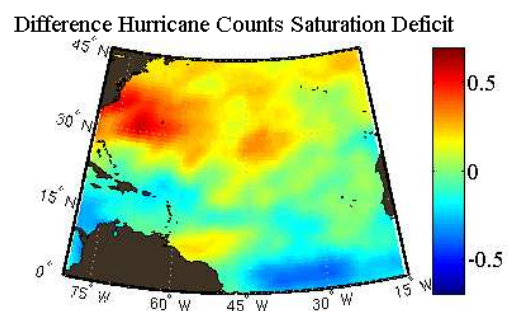 Difference Hurricane Counts Saturation Deficit
45° N
30° N
15° N
0°
75° W
60° W
45° W
30° W
15° W
0.5
0
-0.5